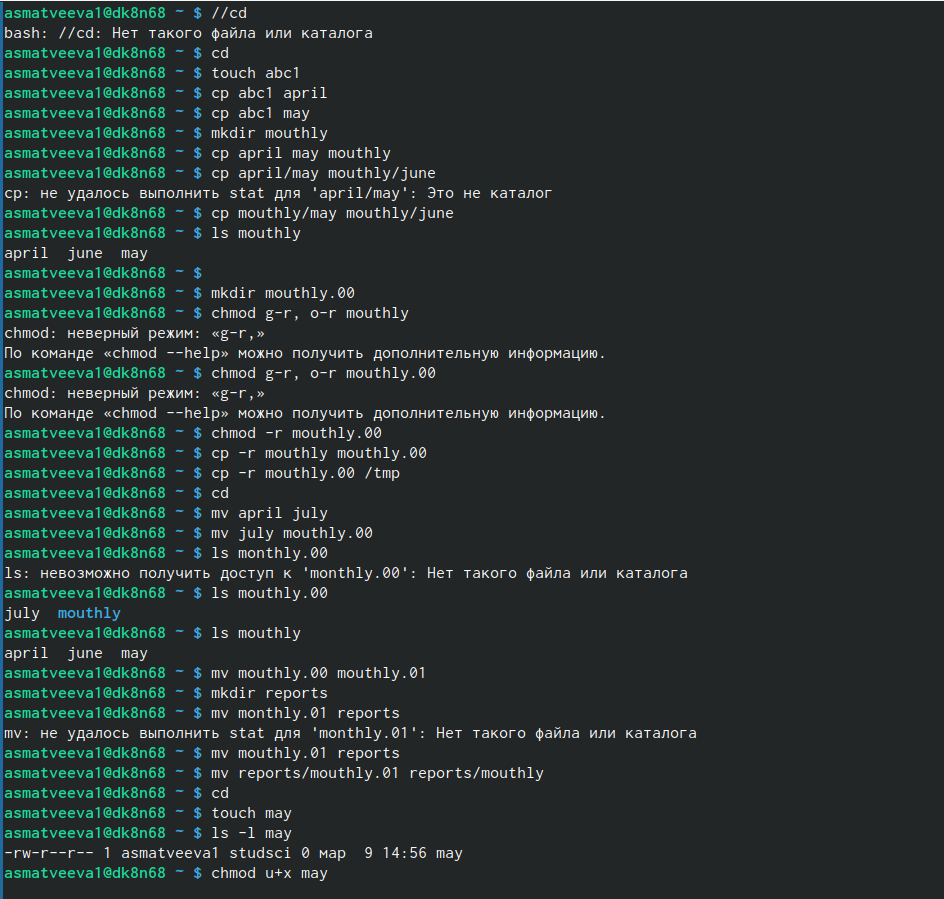 asmatveeva1@dk8n68 ~ $ //cd
bash: //cd: Нет такого файла или каталога
asmatveeva1@dk8n68 ~ $ cd
asmatveeva1@dk8n68 ~ $ touch abc1
asmatveeva1@dk8n68 ~ $ cp abc1 april
asmatveeva1@dk8n68 ~ $ cp abc1 may
asmatveeva1@dk8n68 ~ $ mkdir mouthly
asmatveeva1@dk8n68 ~ $ cp april may mouthly
asmatveeva1@dk8n68 ~ $ cp april/may mouthly/june
cp: не удалось выполнить stat для 'april/may': Это не каталог
asmatveeva1@dk8n68 ~ $ cp mouthly/may mouthly/june
asmatveeva1@dk8n68 ~ $ ls mouthly
april  june  may
asmatveeva1@dk8n68 ~ $
asmatveeva1@dk8n68 ~ $ mkdir mouthly.00
asmatveeva1@dk8n68 ~ $ chmod g-r, o-r mouthly
chmod: неверный режим: «g-r,»
По команде «chmod --help» можно получить дополнительную информацию.
asmatveeva1@dk8n68 ~ $ chmod g-r, o-r mouthly.00
chmod: неверный режим: «g-r,»
По команде «chmod --help» можно получить дополнительную информацию.
asmatveeva1@dk8n68 ~ $ chmod -r mouthly.00
asmatveeva1@dk8n68 ~ $ cp -r mouthly mouthly.00
asmatveeva1@dk8n68 ~ $ cp -r mouthly.00 /tmp
asmatveeva1@dk8n68 ~ $ cd
asmatveeva1@dk8n68 ~ $ mv april july
asmatveeva1@dk8n68 ~ $ mv july mouthly.00
asmatveeva1@dk8n68 ~ $ ls monthly.00
ls: невозможно получить доступ к 'monthly.00': Нет такого файла или каталога
asmatveeva1@dk8n68 ~ $ ls mouthly.00
july  mouthly
asmatveeva1@dk8n68 ~ $ ls mouthly
april  june  may
asmatveeva1@dk8n68 ~ $ mv mouthly.00 mouthly.01
asmatveeva1@dk8n68 ~ $ mkdir reports
asmatveeva1@dk8n68 ~ $ mv monthly.01 reports
mv: не удалось выполнить stat для 'monthly.01': Нет такого файла или каталога
asmatveeva1@dk8n68 ~ $ mv mouthly.01 reports
asmatveeva1@dk8n68 ~ $ mv reports/mouthly.01 reports/mouthly
asmatveeva1@dk8n68 ~ $ cd
asmatveeva1@dk8n68 ~ $ touch may
asmatveeva1@dk8n68 ~ $ ls -l may
-rw-r--r-- 1 asmatveeva1 studsci 0 мар  9 14:56 may
asmatveeva1@dk8n68 ~ $ chmod u+x may